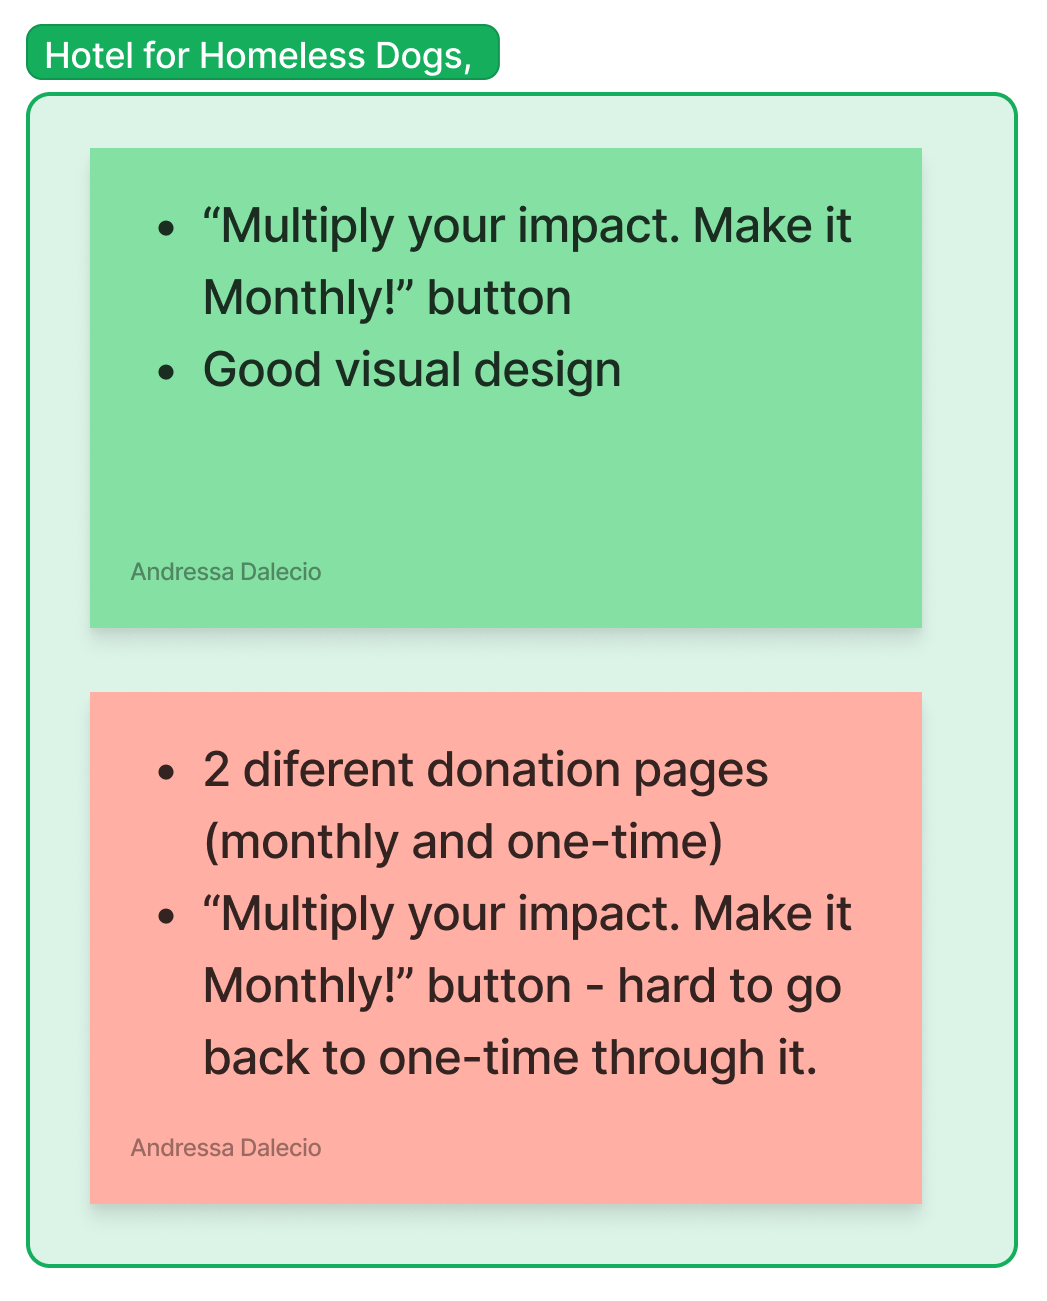 Hotel for Homeless Dogs,
• “Multiply your impact. Make it
Monthly!” button
• Good visual design
Andressa Dalecio
• 2 diferent donation pages
(monthly and one-time)
• “Multiply your impact. Make it
Monthly!” button - hard to go
back to one-time through it.
Andressa Dalecio